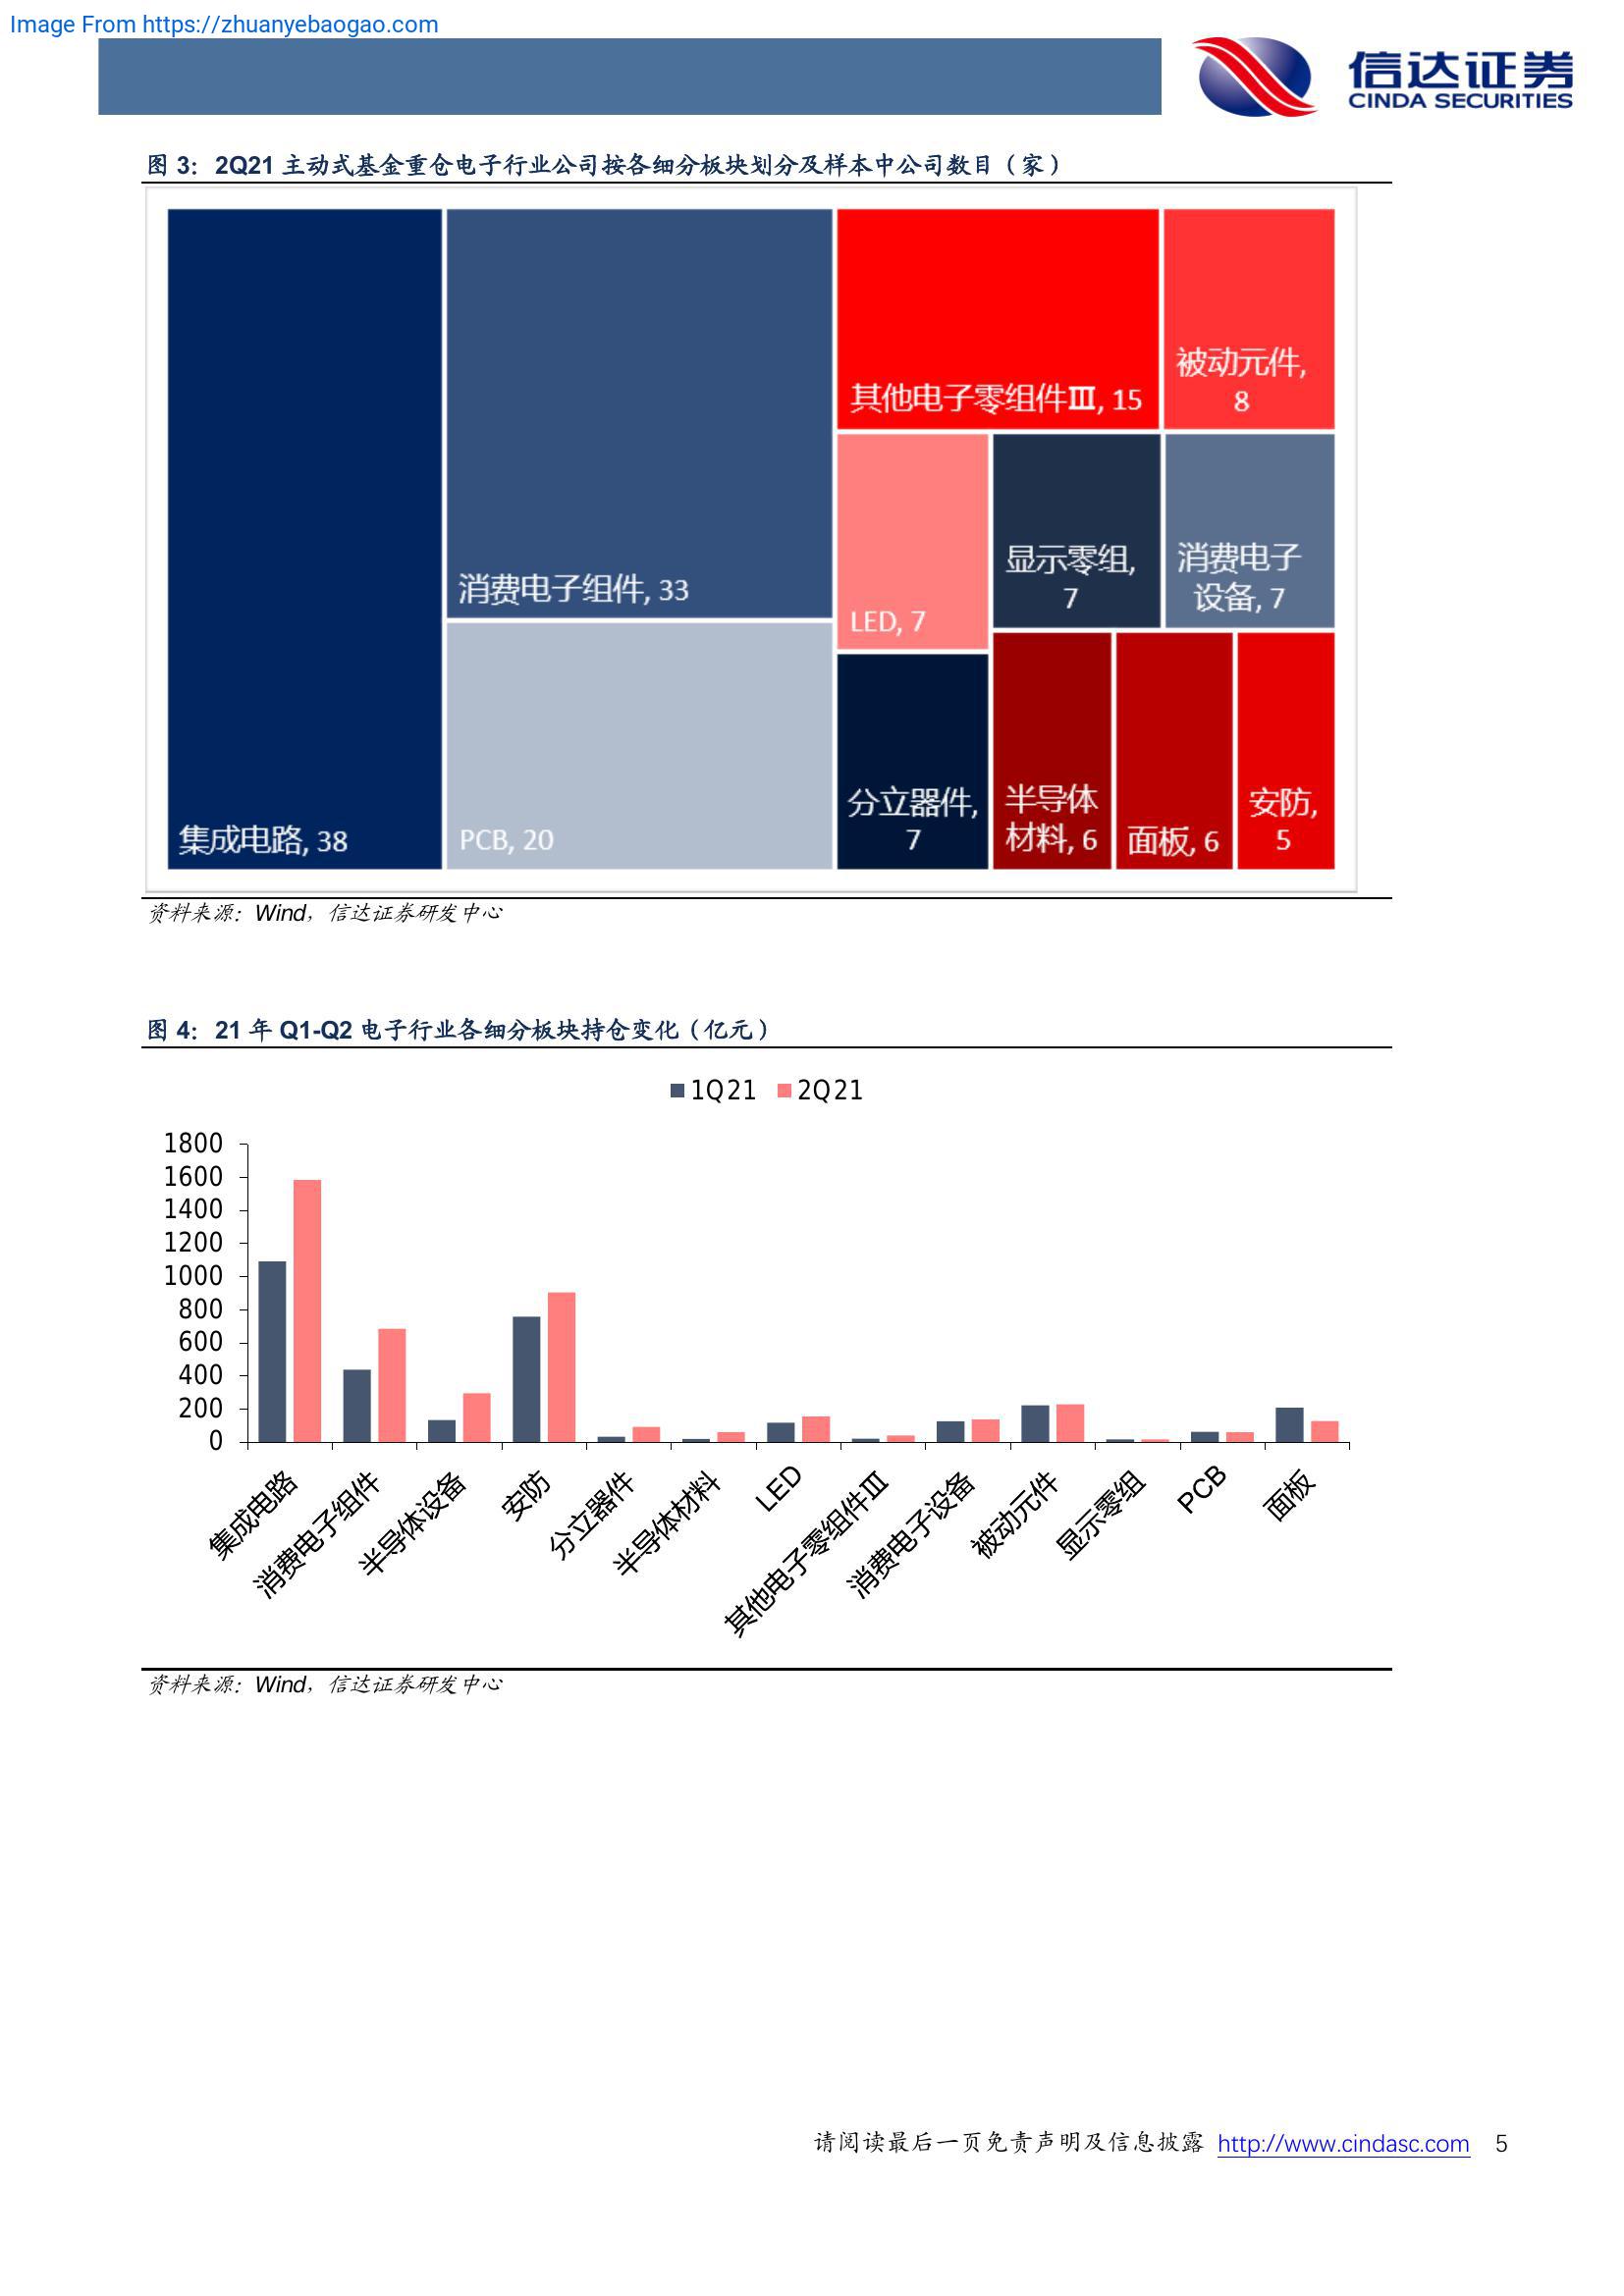 Image From https://zhuanyebaogao.com
信达证券
CINDA SECURITIES
图 3：2Q21 主动式基金重仓电子行业公司按各细分板块划分及样本中公司数目（家）
集成电路, 38
消费电子组件, 33
PCB, 20
其他电子零组件Ⅲ, 15
被动元件,
8
LED, 7
显示零组,
7
消费电子
设备, 7
分立器件,
7
半导体
材料, 6
面板, 6
安防,
5
资料来源：Wind，信达证券研发中心
图 4：21 年 Q1-Q2 电子行业各细分板块持仓变化（亿元）
1Q21 2Q21
1800
1600
1400
1200
1000
800
600
400
200
0
集成电路
消费电子组件
半导体设备
安防
分立器件
半导体材料
LED
其他电子零组件Ⅲ
消费电子设备
被动元件
显示零组
PCB
面板
资料来源：Wind，信达证券研发中心
请阅读最后一页免责声明及信息披露 http://www.cindasc.com 5